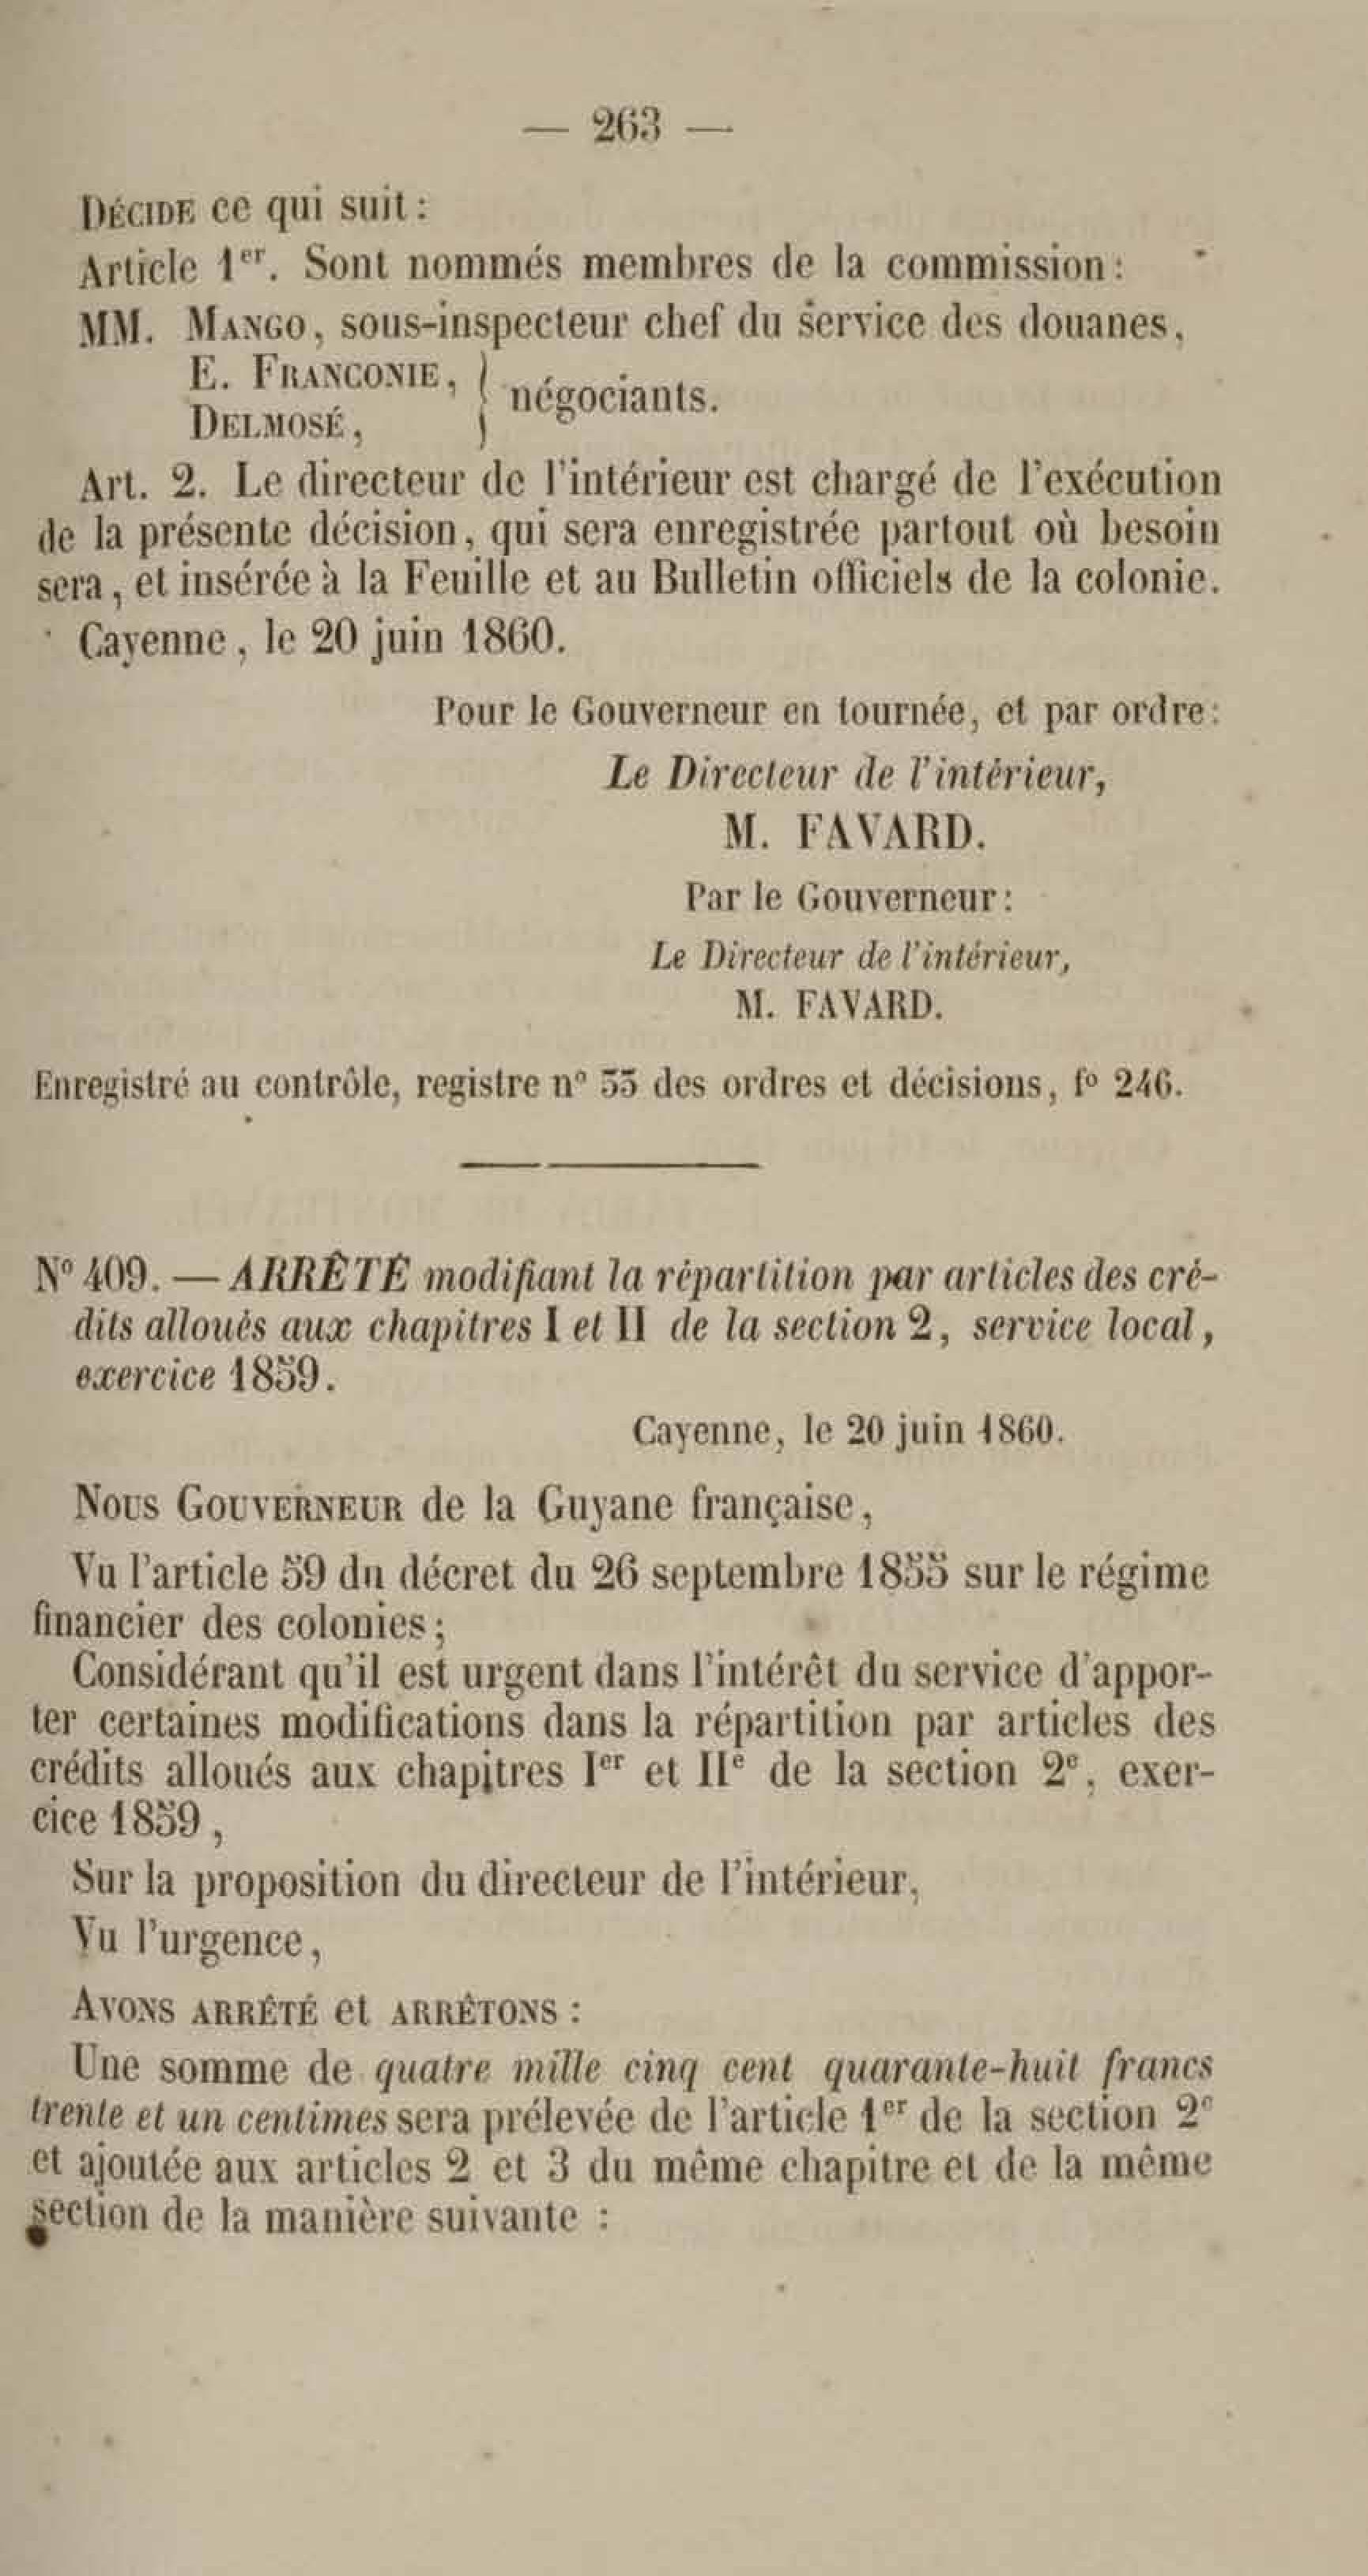 — 263 —
DÉCIDE ce qui suit :
Article 1er. Sont nommés membres de la commission :
MM. MANGO, sous-inspecteur chef du service des douanes,
E. FRANCONIE,
DELMOSÉ,
} négociants.
Art. 2. Le directeur de l'intérieur est chargé de l'exécution
de la présente décision, qui sera enregistrée partout où besoin
sera, et insérée à la Feuille et au Bulletin officiels de la colonie.
Cayenne, le 20 juin 1860.
Pour le Gouverneur en tournée, et par ordre :
Le Directeur de l'intérieur,
M. FAVARD.
Par le Gouverneur :
Le Directeur de l'intérieur,
M. FAVARD.
Enregistré au contrôle, registre n° 55 des ordres et décisions, f° 246.
N° 409. — ARRÊTÉ modifiant la répartition par articles des cré-
dits alloués aux chapitres I et II de la section 2, service local,
exercice 1859.
Cayenne, le 20 juin 1860.
NOUS GOUVERNEUR de la Guyane française,
Vu l'article 59 du décret du 26 septembre 1855 sur le régime
financier des colonies ;
Considérant qu'il est urgent dans l'intérêt du service d'appor-
ter certaines modifications dans la répartition par articles des
crédits alloués aux chapitres Ier et IIe de la section 2e, exer-
cice 1859,
Sur la proposition du directeur de l'intérieur,
Vu l'urgence,
AVONS ARRÊTÉ et ARRÊTONS :
Une somme de quatre mille cinq cent quarante-huit francs
trente et un centimes sera prélevée de l'article 1er de la section 2e
et ajoutée aux articles 2 et 3 du même chapitre et de la même
section de la manière suivante :